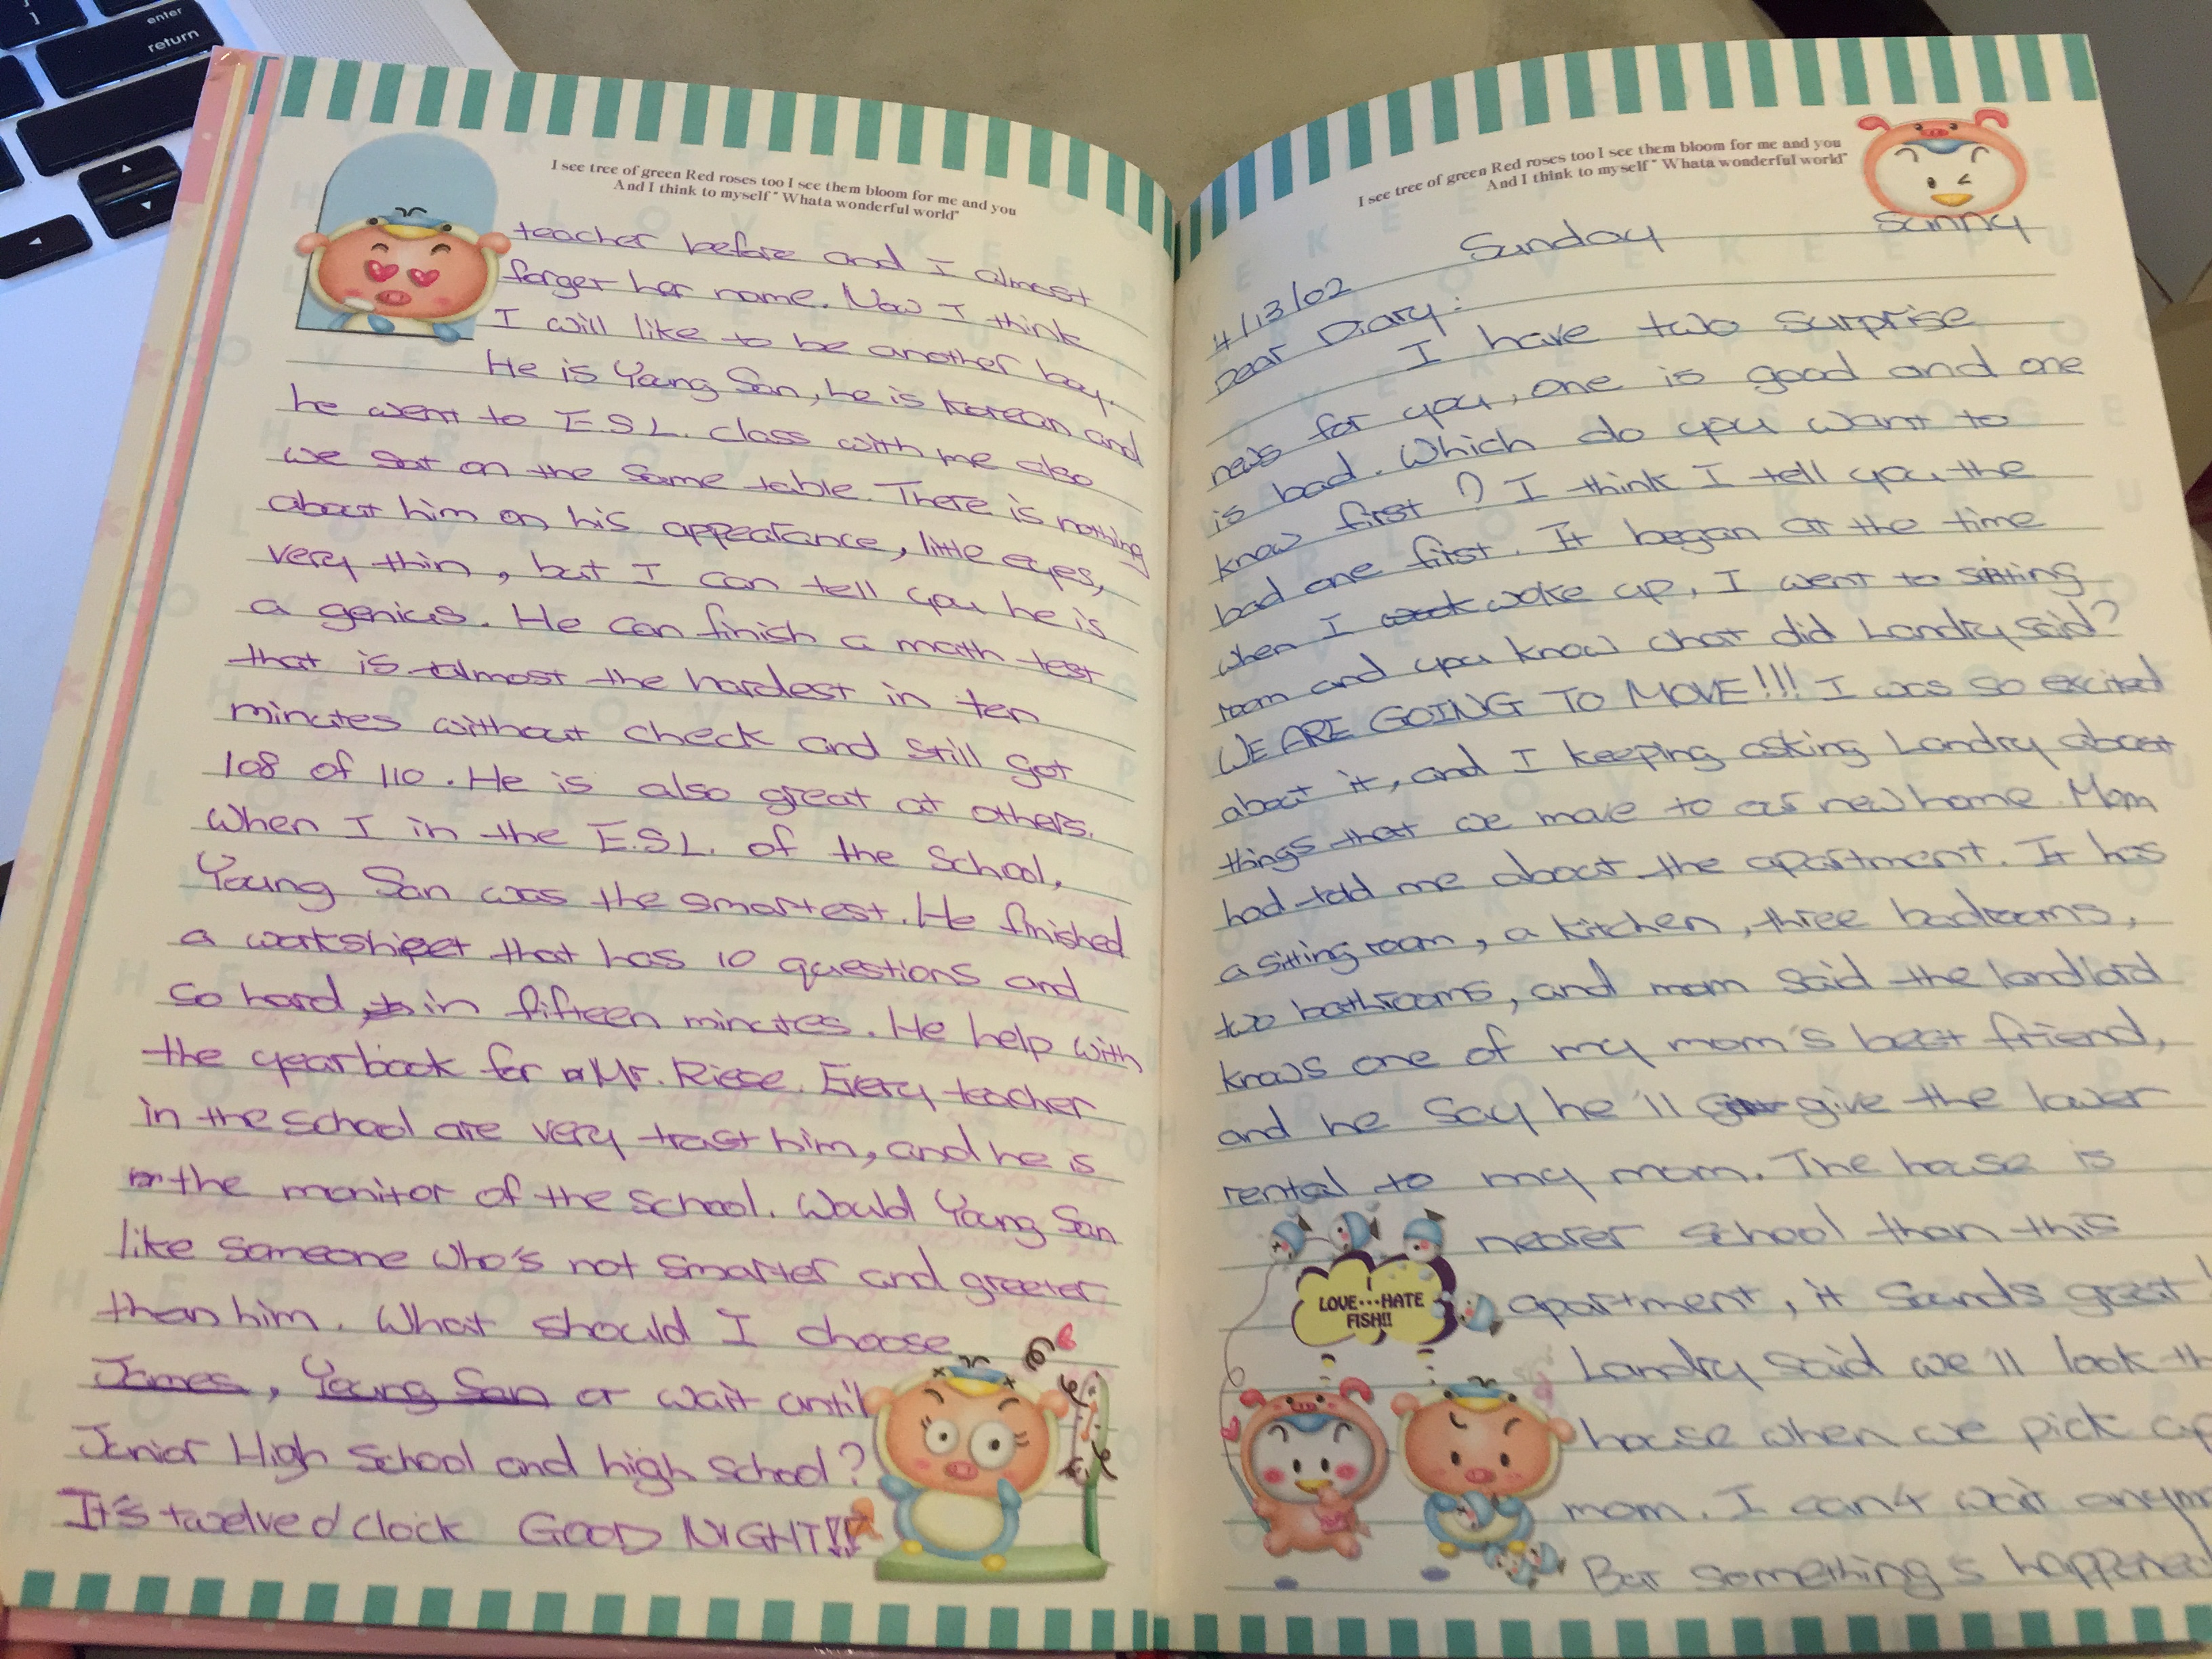 enter
return
I see tree of green Red roses too I see them bloom for me and you
And I think to myself " Whata wonderful world"
teacher before and I almost
forget her name. Now I think
I will like to be another boy.
He is Young San, he is Korean and
he went to E.S.L. class with me also
we sat on the same table. There is nothing
about him on his appearance, little eyes,
very thin, but I can tell you he is
a genius. He can finish a math test
that is almost the hardest in ten
minutes without check and still got
108 of 110. He is also great at others.
When I in the E.S.L. of the School,
Young San was the smartest. He finished
a worksheet that has 10 questions and
so hard, in fifteen minutes. He help with
the yearbook for Mr. Riese. Every teacher
in the school are very trust him, and he is
the monitor of the school. Would Young San
like someone who's not smarter and greeter
than him. What should I choose
James, Young San or wait until
Junior High School and high school?
It's twelve o'clock GOOD NIGHT!!
I see tree of green Red roses too I see them bloom for me and you
And I think to myself " Whata wonderful world"
Sunday Sunny
4/13/02
Dear Diary:
I have two surprise
news for you, one is good and one
is bad. Which do you want to
know first? I think I tell you the
bad one first. It began at the time
when I woke up, I went to sitting
room and you know what did Landry said?
WE ARE GOING TO MOVE!!! I was so excited
about it, and I keeping asking Landry about
things that we move to our new home. Mom
had told me about the apartment. It has
a sitting room, a kitchen, three badrooms,
two bathrooms, and mom said the landlord
knows one of my mom's best friend,
and he say he'll give the lower
rental to my mom. The house is
nearer school than this
apartment, it sounds great!
Landry said we'll look th
house when we pick up
mom. I can't wait anym
But something s happened
I
LOVE...HATE
FISH!!